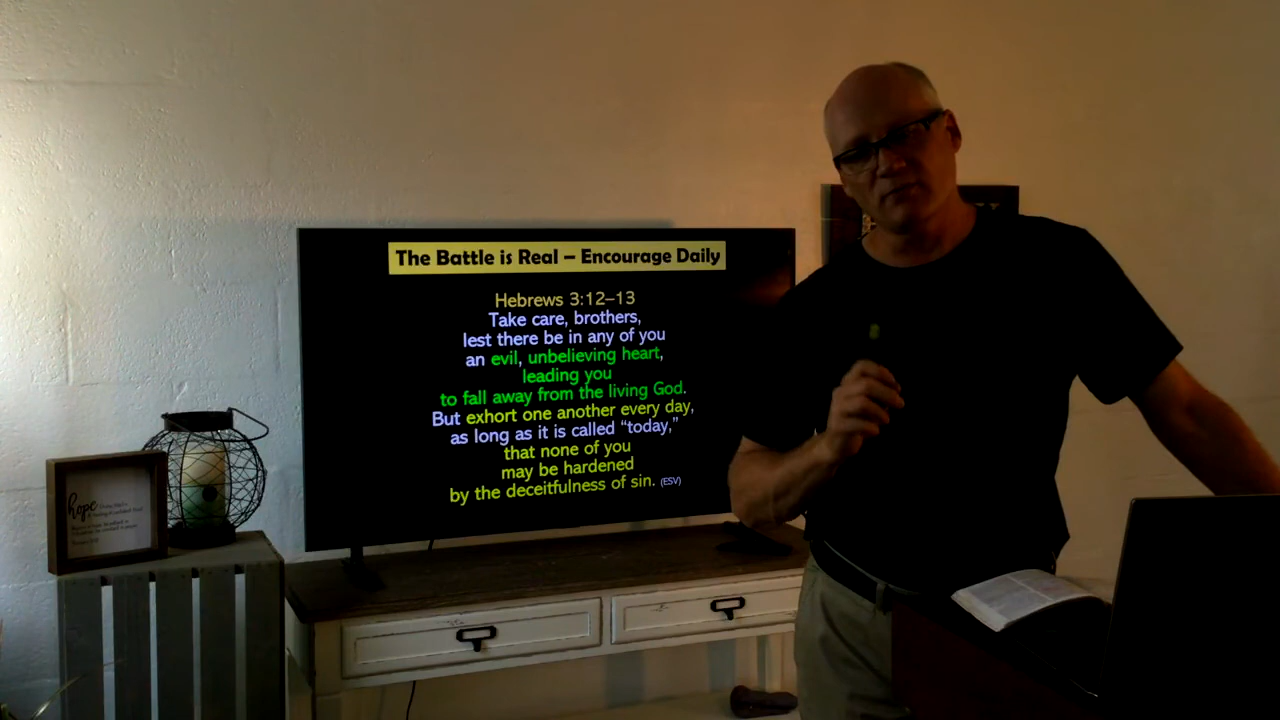 The Battle is Real – Encourage Daily
Hebrews 3:12–13
Take care, brothers,
lest there be in any of you
an evil, unbelieving heart,
leading you
to fall away from the living God.
But exhort one another every day,
as long as it is called “today,”
that none of you
may be hardened
by the deceitfulness of sin. (ESV)
hope